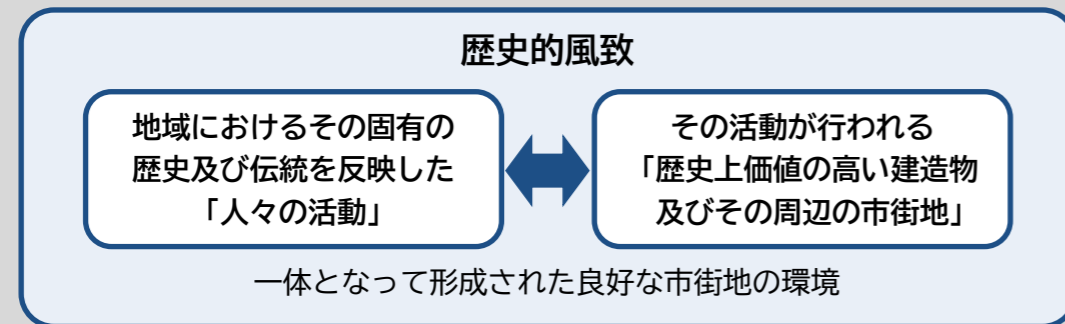 歴史的風致
地域におけるその固有の
歴史及び伝統を反映した
「人々の活動」
その活動が行われる
「歴史上価値の高い建造物
及びその周辺の市街地」
一体となって形成された良好な市街地の環境